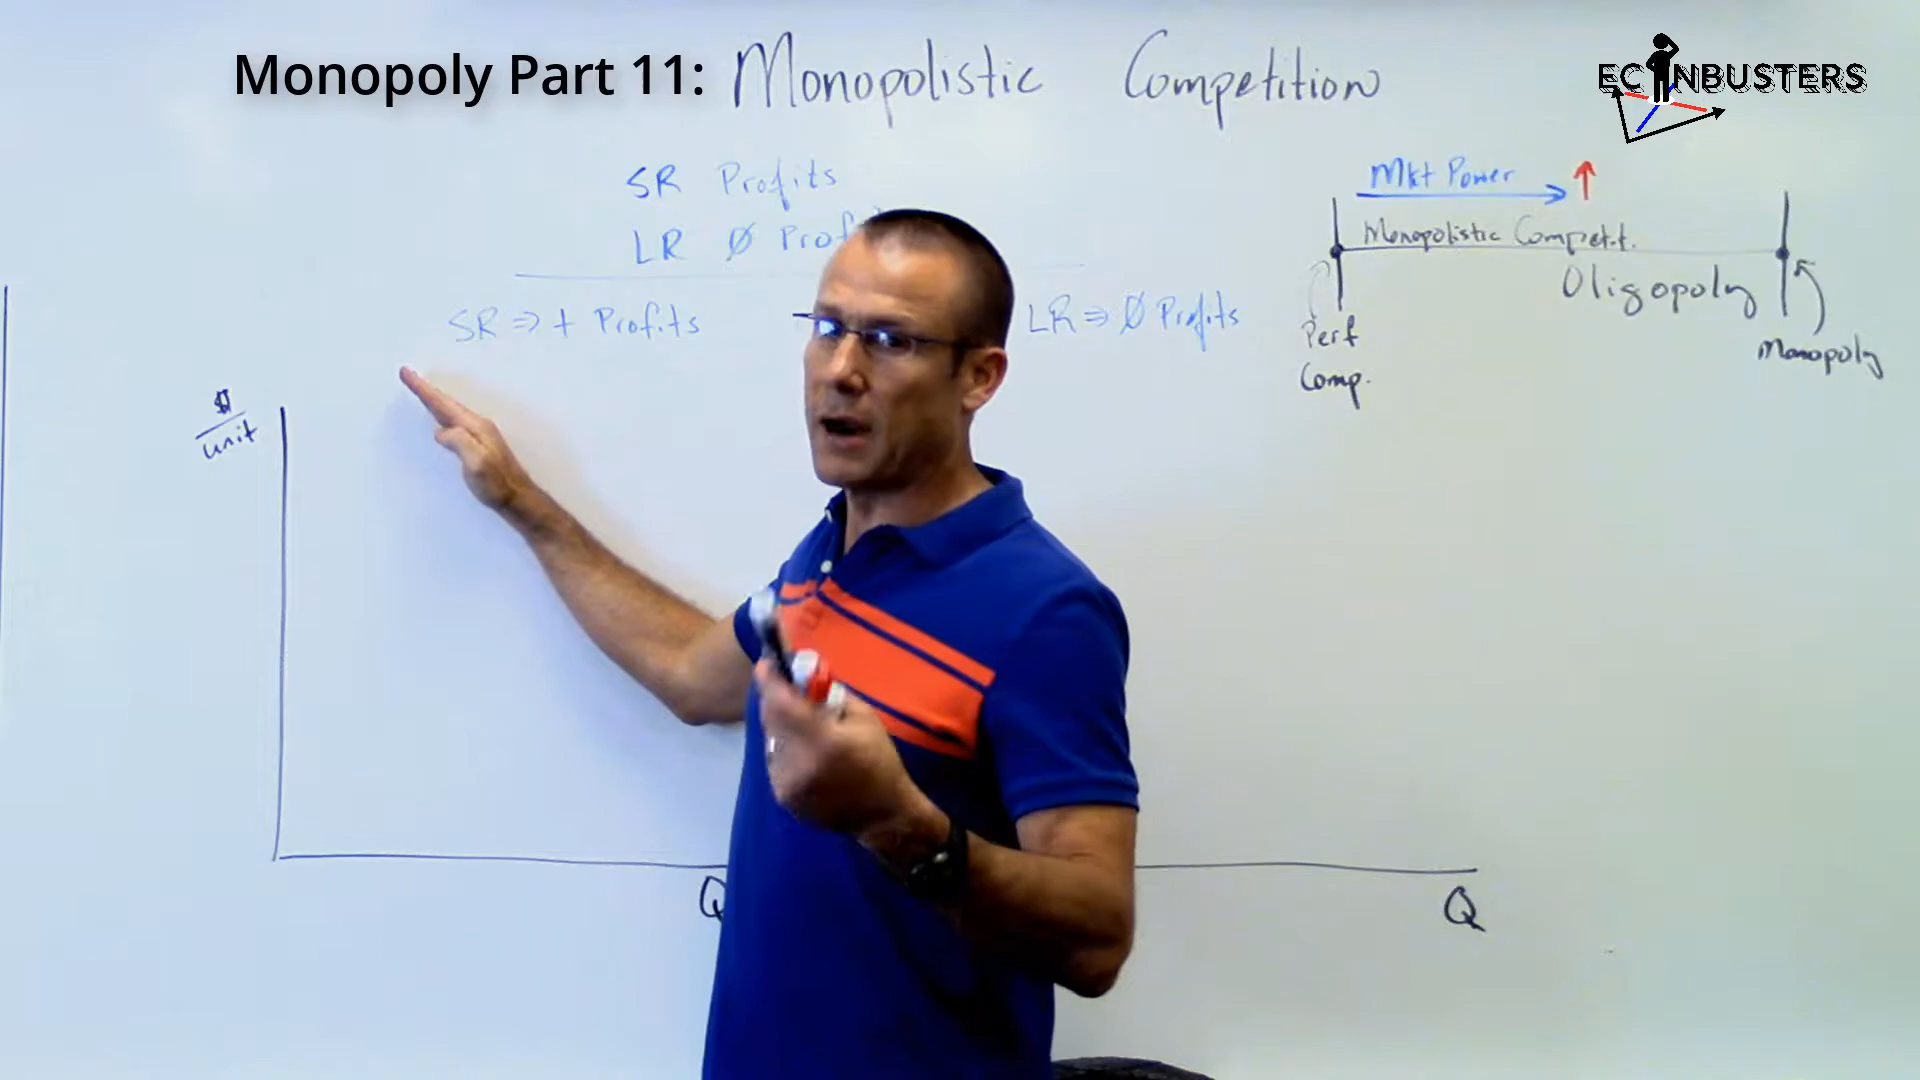 Monopoly Part 11: Monopolistic Competition
ECONBUSTERS
SR Profits
LR Ø Prof
SR ⇒ + Profits
LR ⇒ Ø Profits
$
unit
Q
Q
Mkt Power ↑
Monopolistic Competit.
Oligopoly
Perf
Comp.
Monopoly